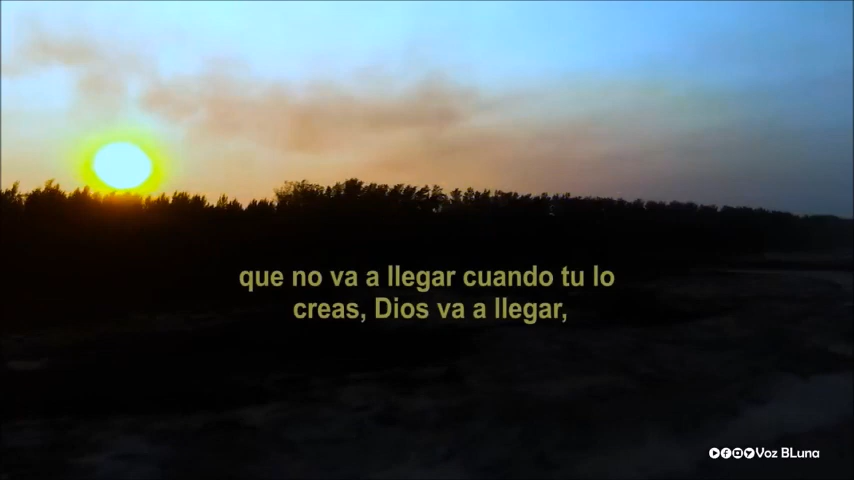 que no va a llegar cuando tu lo
creas, Dios va a llegar,
Voz BLuna